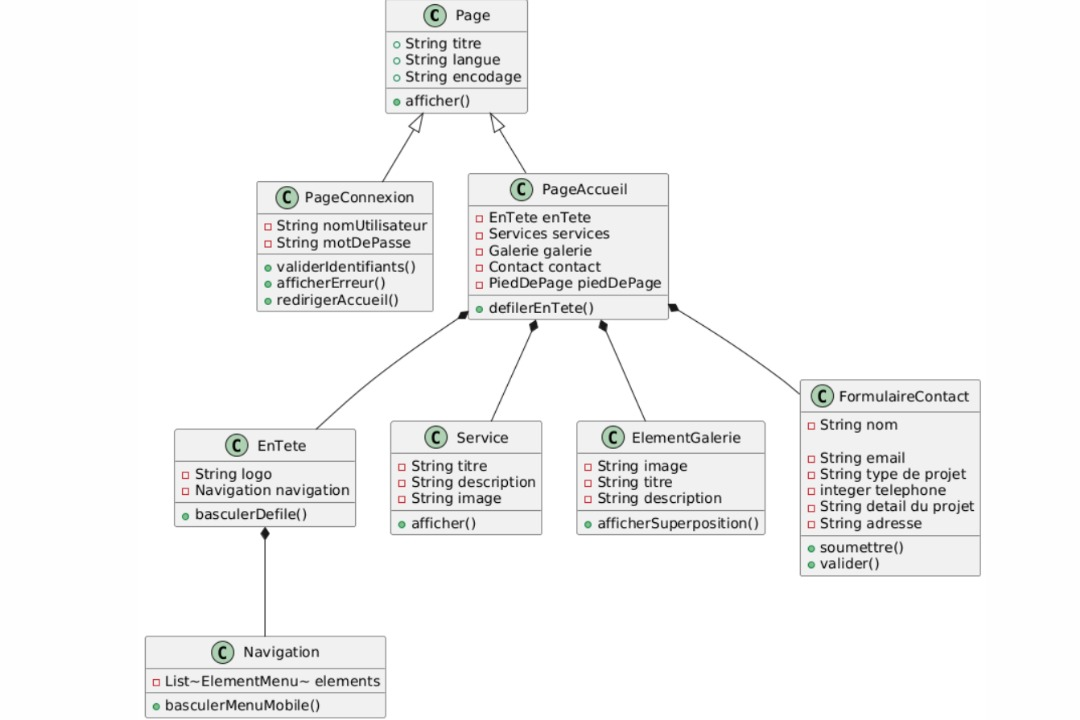 C Page
String titre
String langue
String encodage
afficher()
C PageConnexion
String nomUtilisateur
String motDePasse
validerIdentifiants()
afficherErreur()
redirigerAccueil()
C PageAccueil
EnTete enTete
Services services
Galerie galerie
Contact contact
PiedDePage piedDePage
defilerEnTete()
C EnTete
String logo
Navigation navigation
basculerDefile()
C Service
String titre
String description
String image
afficher()
C ElementGalerie
String image
String titre
String description
afficherSuperposition()
C FormulaireContact
String nom
String email
String type de projet
integer telephone
String detail du projet
String adresse
soumettre()
valider()
C Navigation
List~ElementMenu~ elements
basculerMenuMobile()